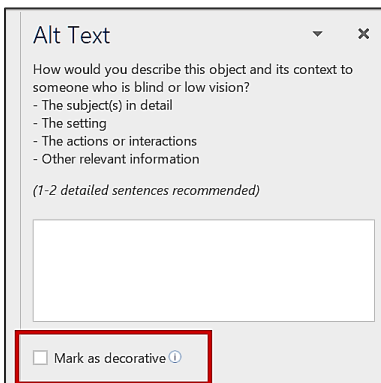 Alt Text
How would you describe this object and its context to
someone who is blind or low vision?
- The subject(s) in detail
- The setting
- The actions or interactions
- Other relevant information
(1-2 detailed sentences recommended)
Mark as decorative